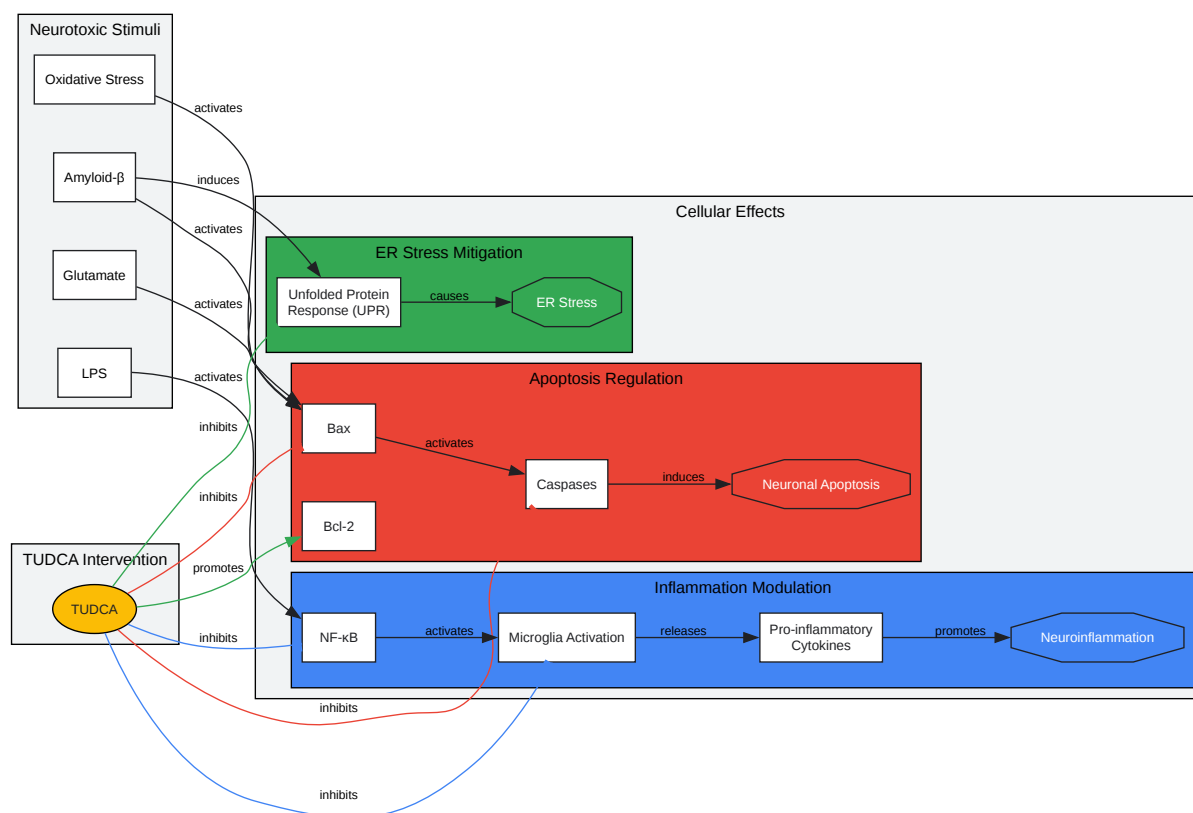 Neurotoxic Stimuli
Oxidative Stress
activates
Amyloid-β
induces
activates
Glutamate
activates
LPS
activates
inhibits
inhibits
promotes
inhibits
inhibits
inhibits
TUDCA Intervention
TUDCA
Cellular Effects
ER Stress Mitigation
Unfolded Protein
Response (UPR)
causes
ER Stress
Apoptosis Regulation
Bax
activates
Caspases
induces
Neuronal Apoptosis
Bcl-2
Inflammation Modulation
NF-κB
activates
Microglia Activation
releases
Pro-inflammatory
Cytokines
promotes
Neuroinflammation